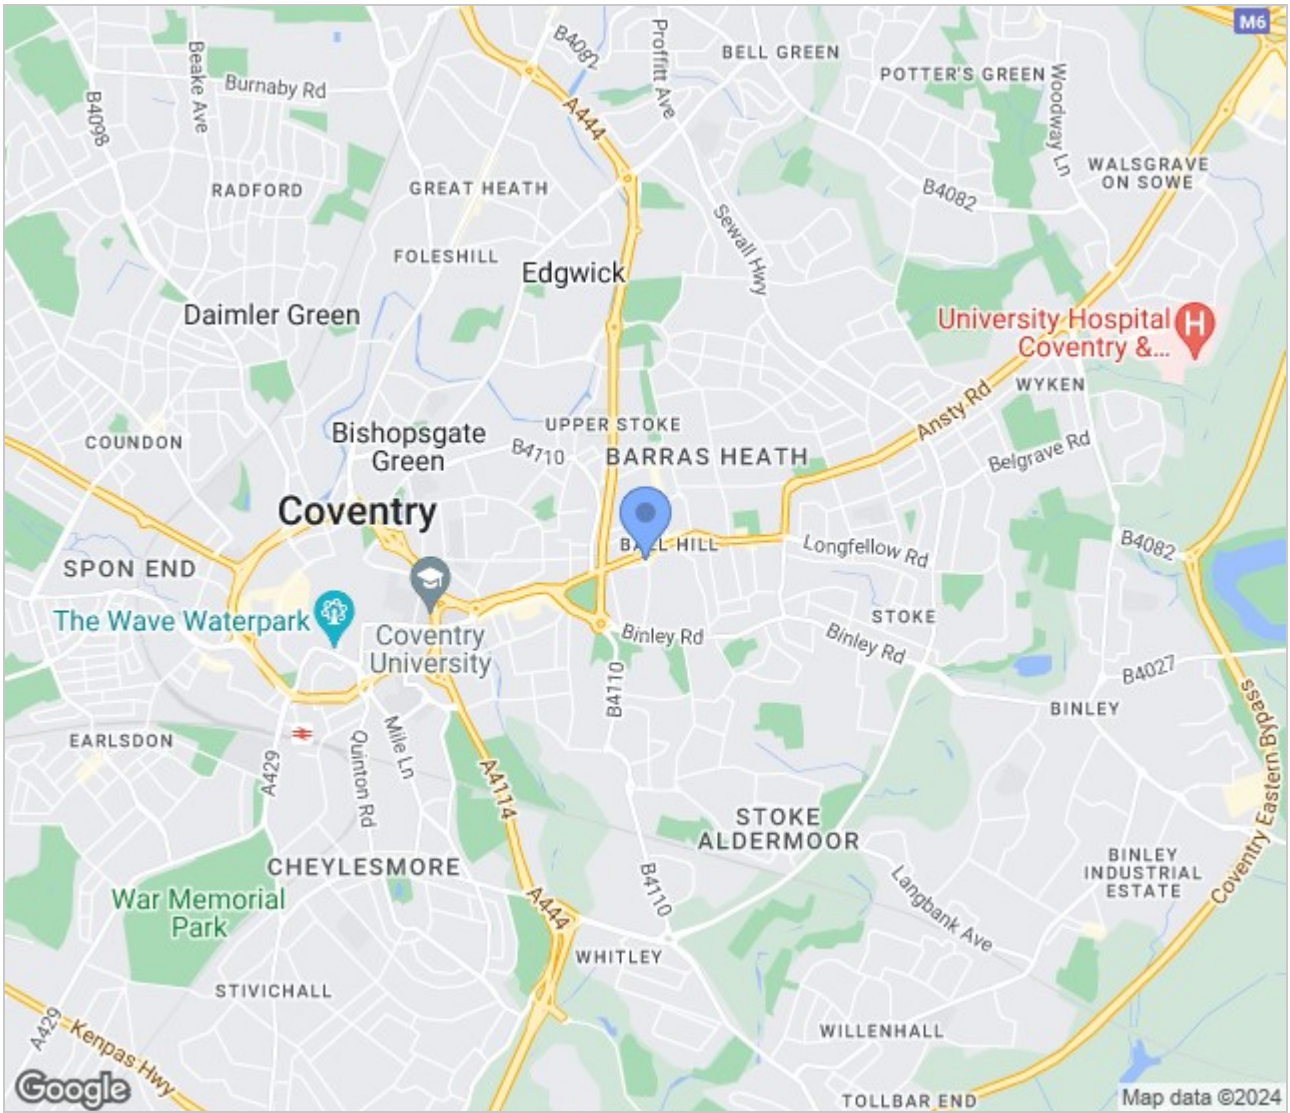 M6
B4082
Proffitt Ave
BELL GREEN
Beake Ave
Burnaby Rd
POTTER'S GREEN
Woodway Ln
B4098
A444
WALSGRAVE
ON SOWE
RADFORD
GREAT HEATH
B4082
Sewall Hwy
FOLESHILL
Edgwick
Daimler Green
University Hospital
Coventry &...
H
WYKEN
Ansty Rd
COUNDON
Bishopsgate
Green
UPPER STOKE
B4110
BARRAS HEATH
Belgrave Rd
Coventry
BALL HILL
Longfellow Rd
B4082
SPON END
The Wave Waterpark
STOKE
Coventry
University
Binley Rd
Binley Rd
B4027
B4110
BINLEY
EARLSDON
Mile Ln
Quinton Rd
A429
A4114
Coventry Eastern Bypass
STOKE
ALDERMOOR
CHEYLESMORE
BINLEY
INDUSTRIAL
ESTATE
War Memorial
Park
B4110
Langbank Ave
A444
WHITLEY
STIVICHALL
WILLENHALL
A429
Kenpas Hwy
Google
TOLLBAR END
Map data ©2024